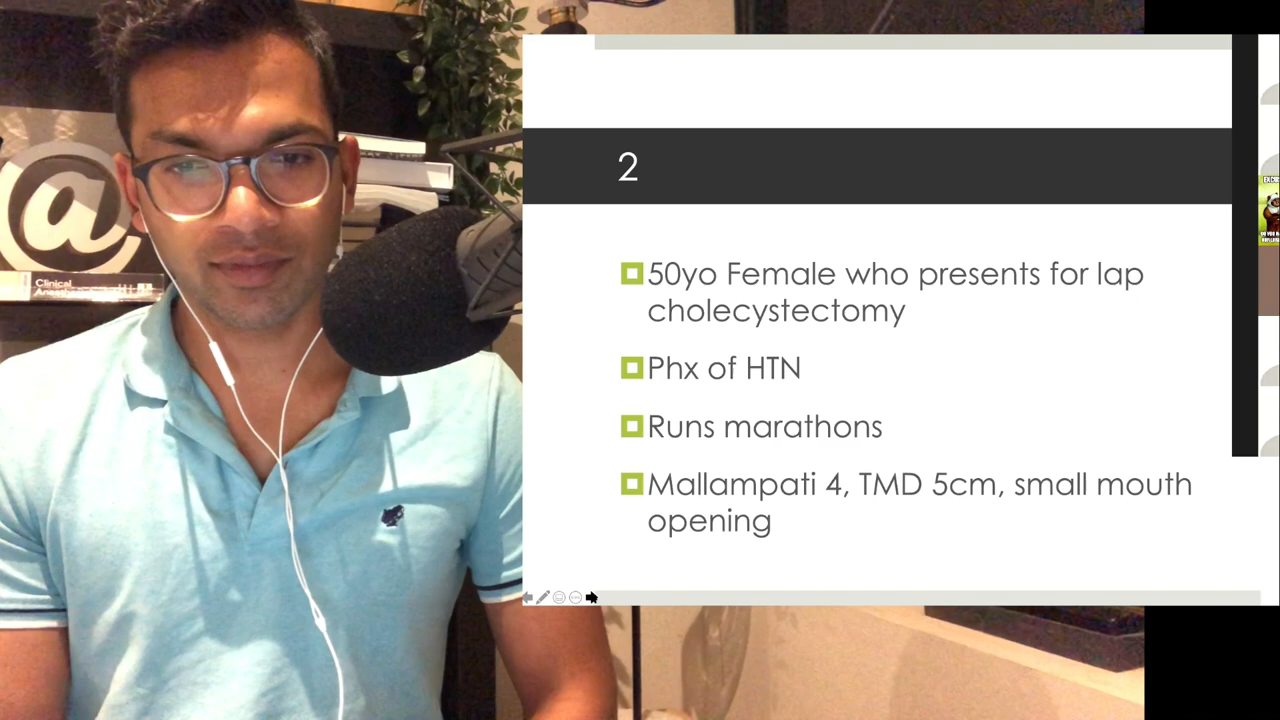 @
Clinical
2
50yo Female who presents for lap
cholecystectomy
Phx of HTN
Runs marathons
Mallampati 4, TMD 5cm, small mouth
opening